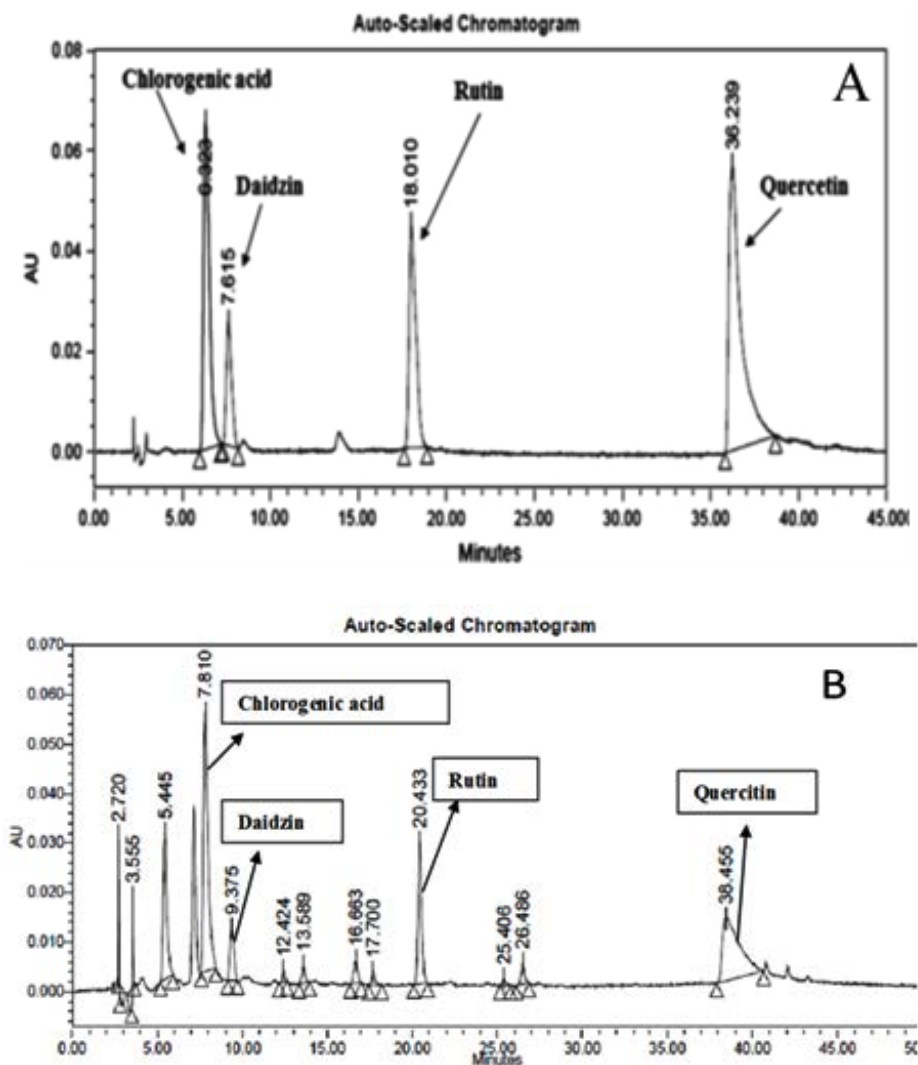 Auto-Scaled Chromatogram
A
0.08
Chlorogenic acid
Rutin
36.239
0.06
6.323
Daidzin
18.010
Quercetin
AU
0.04
7.615
0.02
0.00
0.00 5.00 10.00 15.00 20.00 25.00 30.00 35.00 40.00 45.00
Minutes
Auto-Scaled Chromatogram
0.070
B
7.810
0.060
Chlorogenic acid
0.050
Rutin
Quercitin
0.040
2.720
5.445
Daidzin
20.433
AU
0.030
3.555
0.020
9.375
12.424
13.589
16.663
17.700
25.406
26.486
38.455
0.010
0.000
0.00 5.00 10.00 15.00 20.00 25.00 30.00 35.00 40.00 45.00
Minutes